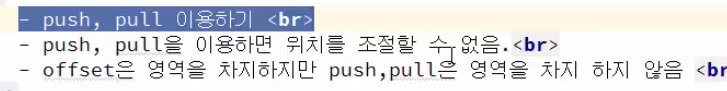 - push, pull 이용하기 <br>
- push, pull을 이용하면 위치를 조절할 수 없음.<br>
- offset은 영역을 차지하지만 push,pull은 영역을 차지 하지 않음 <br